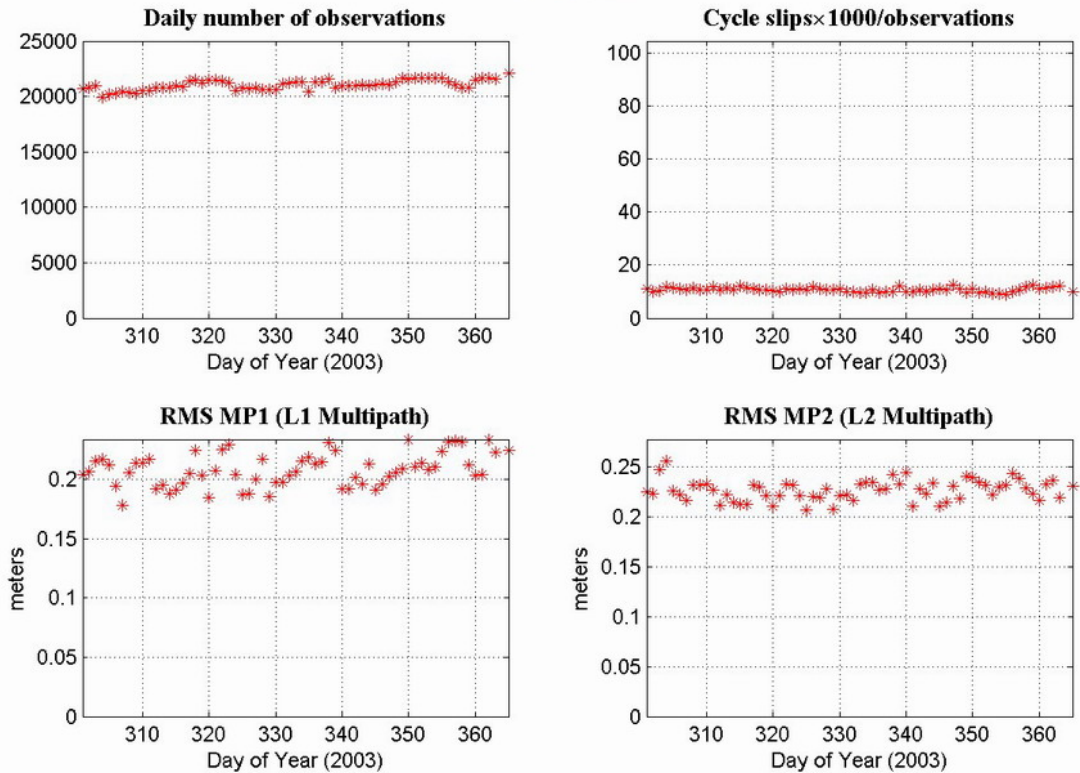 Daily number of observations
25000
20000
15000
10000
5000
0
310 320 330 340 350 360
Day of Year (2003)
Cycle slips×1000/observations
100
80
60
40
20
0
310 320 330 340 350 360
Day of Year (2003)
RMS MP1 (L1 Multipath)
meters
0.2
0.15
0.1
0.05
0
310 320 330 340 350 360
Day of Year (2003)
RMS MP2 (L2 Multipath)
meters
0.25
0.2
0.15
0.1
0.05
0
310 320 330 340 350 360
Day of Year (2003)